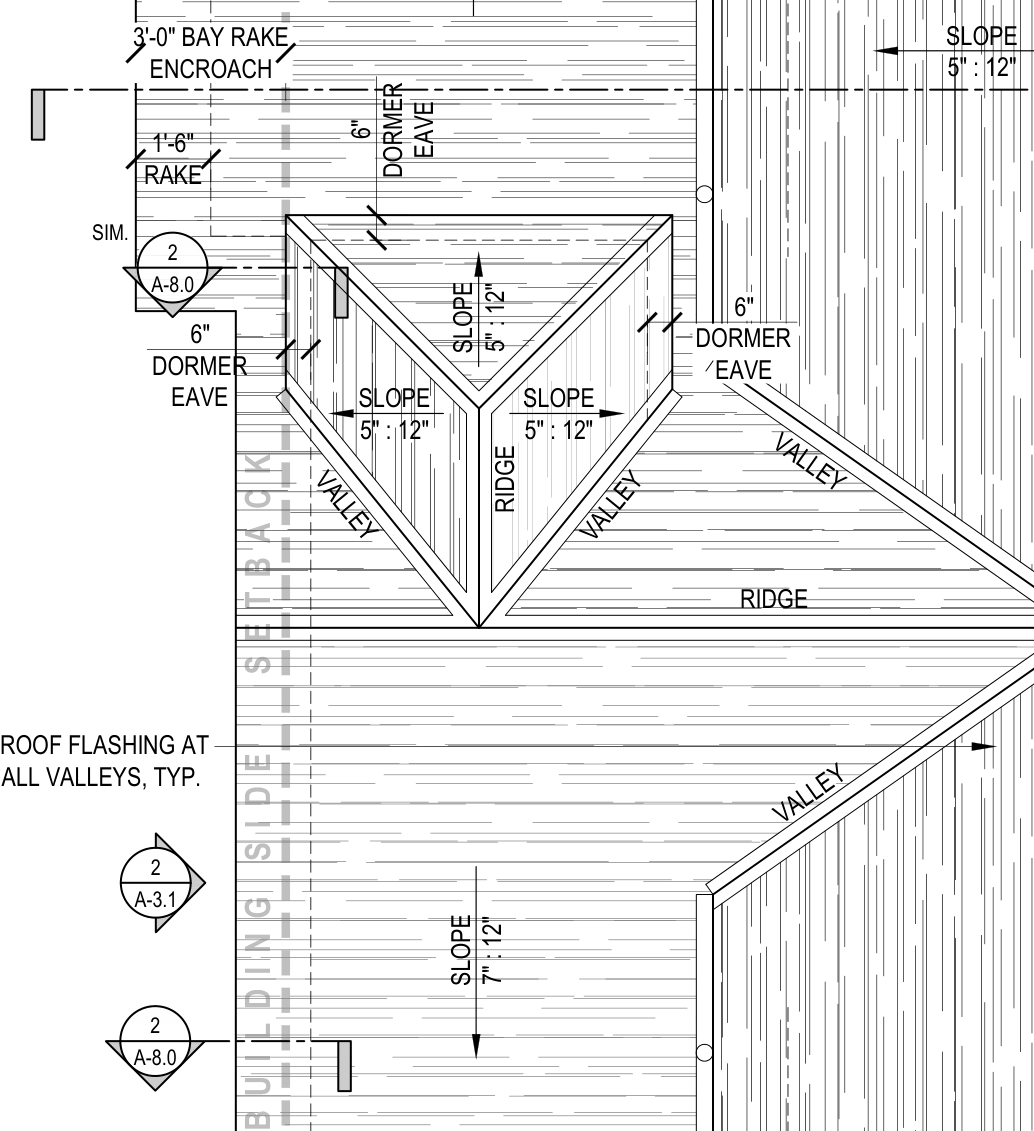 3'-0" BAY RAKE
ENCROACH
SLOPE
5" : 12"
6"
DORMER
EAVE
1'-6"
RAKE
SIM.
2
A-8.0
SLOPE
5" : 12"
6"
DORMER
EAVE
6"
DORMER
EAVE
SLOPE
5" : 12"
SLOPE
5" : 12"
RIDGE
VALLEY
VALLEY
VALLEY
RIDGE
ROOF FLASHING AT
ALL VALLEYS, TYP.
VALLEY
2
A-3.1
SLOPE
7" : 12"
2
A-8.0
BUILDING SIDE SETBACK